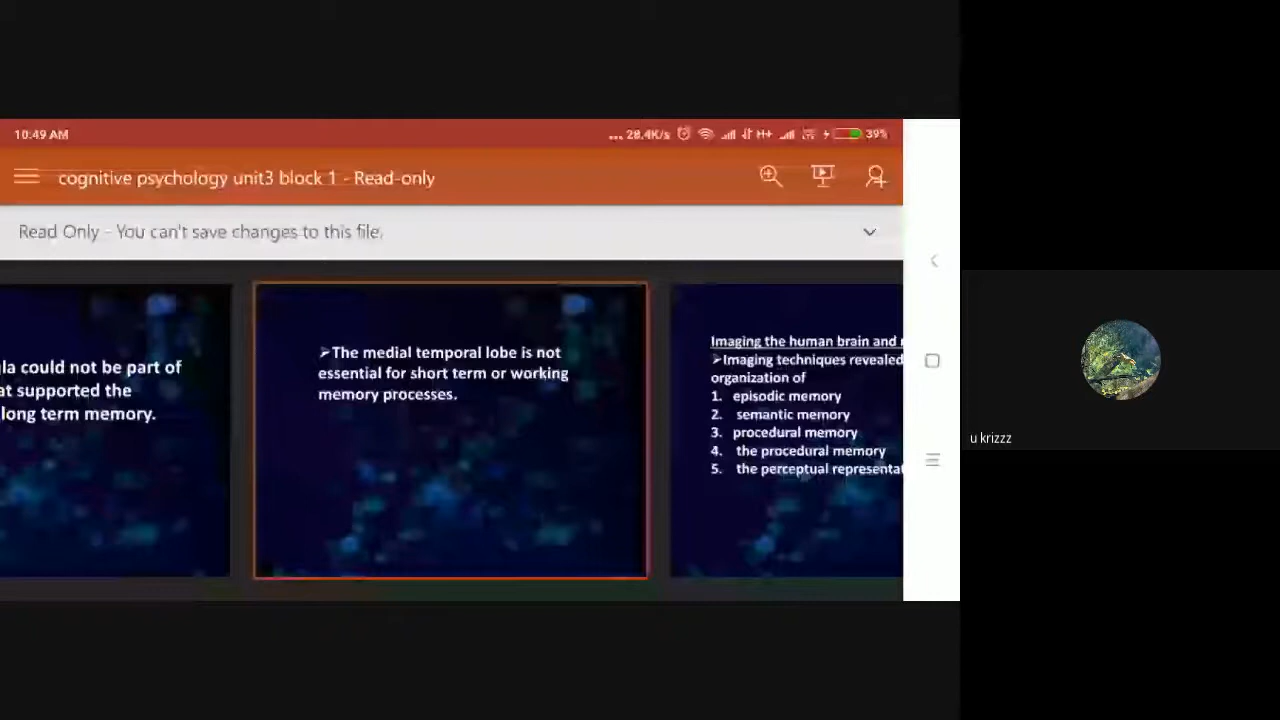 10:49 AM
... 28.4K/s H+ 39%
cognitive psychology unit3 block 1 - Read-only
Read Only - You can't save changes to this file.
la could not be part of
at supported the
long term memory.
➢The medial temporal lobe is not
essential for short term or working
memory processes.
Imaging the human brain and
➢Imaging techniques revealed
organization of
1. episodic memory
2. semantic memory
3. procedural memory
4. the procedural memory
5. the perceptual representa
u krizzz